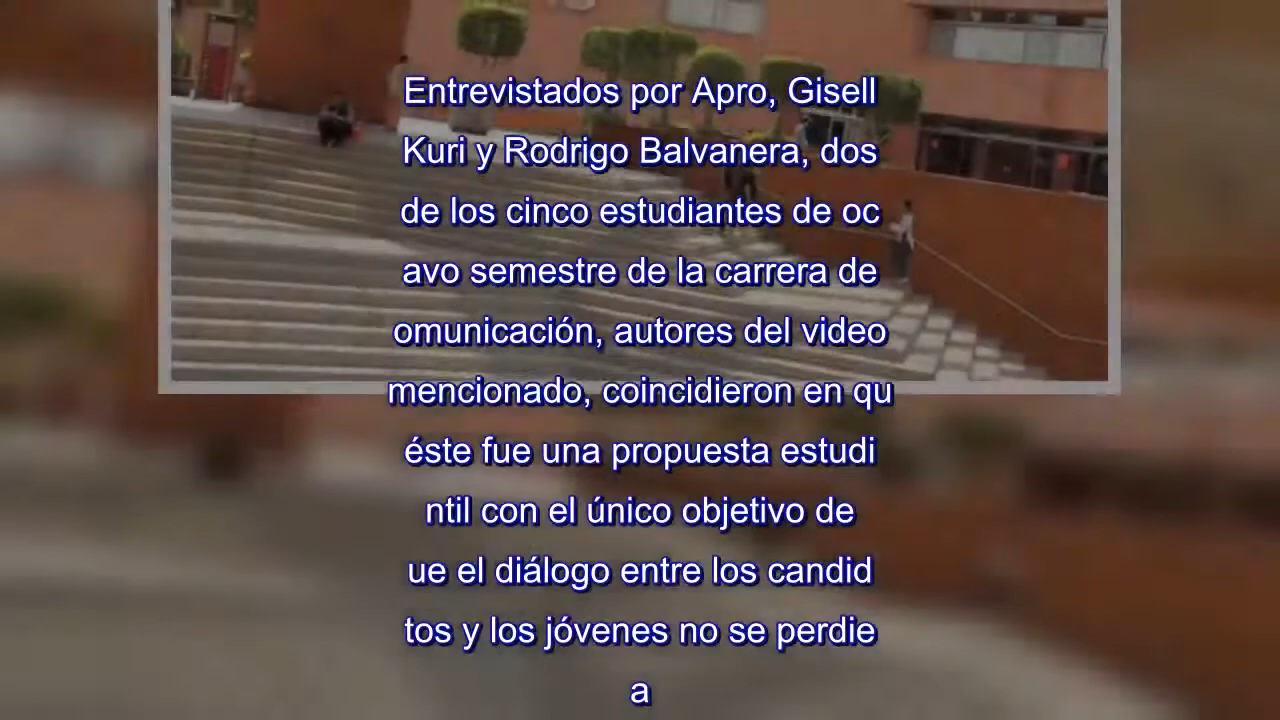 Entrevistados por Apro, Gisell
Kuri y Rodrigo Balvanera, dos
de los cinco estudiantes de oc
avo semestre de la carrera de
omunicación, autores del video
mencionado, coincidieron en qu
éste fue una propuesta estudi
ntil con el único objetivo de
ue el diálogo entre los candid
tos y los jóvenes no se perdie
a